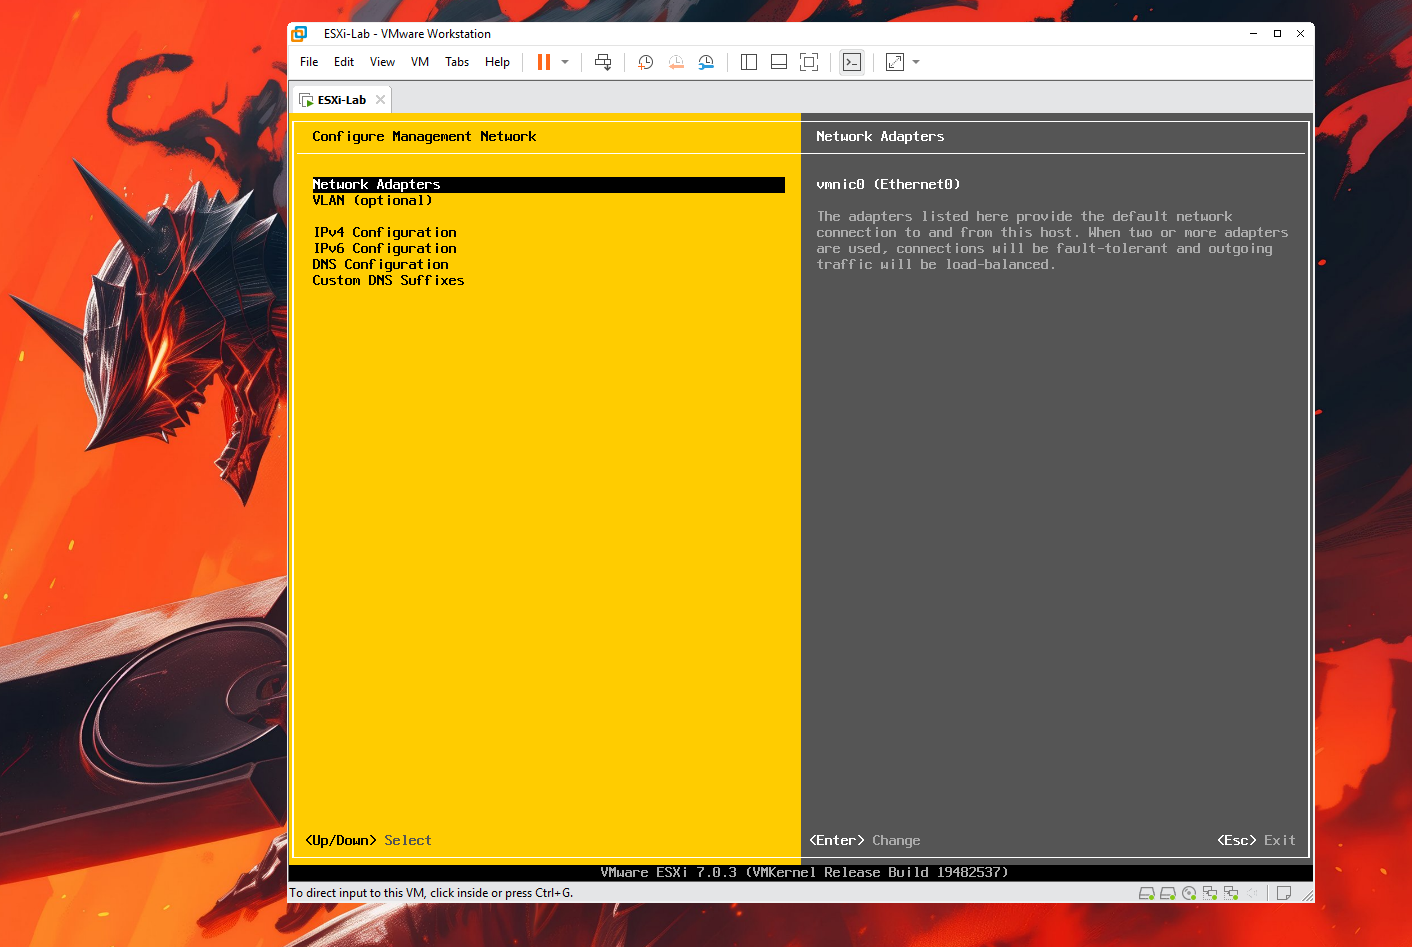 ESXi-Lab - VMware Workstation
File Edit View VM Tabs Help
ESXi-Lab
Configure Management Network
Network Adapters
VLAN (optional)
IPv4 Configuration
IPv6 Configuration
DNS Configuration
Custom DNS Suffixes
<Up/Down> Select
Network Adapters
vmnic0 (Ethernet0)
The adapters listed here provide the default network
connection to and from this host. When two or more adapters
are used, connections will be fault-tolerant and outgoing
traffic will be load-balanced.
<Enter> Change
<Esc> Exit
VMware ESXi 7.0.3 (VMKernel Release Build 19482537)
To direct input to this VM, click inside or press Ctrl+G.